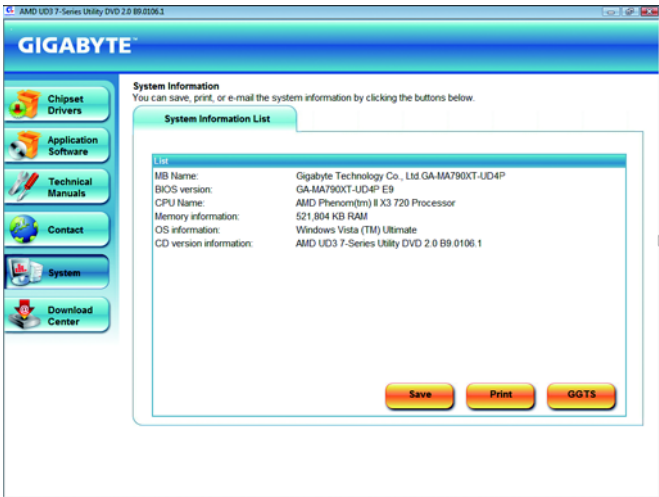 AMD UD3 7-Series Utility DVD 2.0 B9.0106.1
GIGABYTE™
Chipset
Drivers
Application
Software
Technical
Manuals
Contact
System
Download
Center
System Information
You can save, print, or e-mail the system information by clicking the buttons below.
System Information List
List
MB Name: Gigabyte Technology Co., Ltd.GA-MA790XT-UD4P
BIOS version: GA-MA790XT-UD4P E9
CPU Name: AMD Phenom(tm) II X3 720 Processor
Memory information: 521,804 KB RAM
OS information: Windows Vista (TM) Ultimate
CD version information: AMD UD3 7-Series Utility DVD 2.0 B9.0106.1
Save Print GGTS